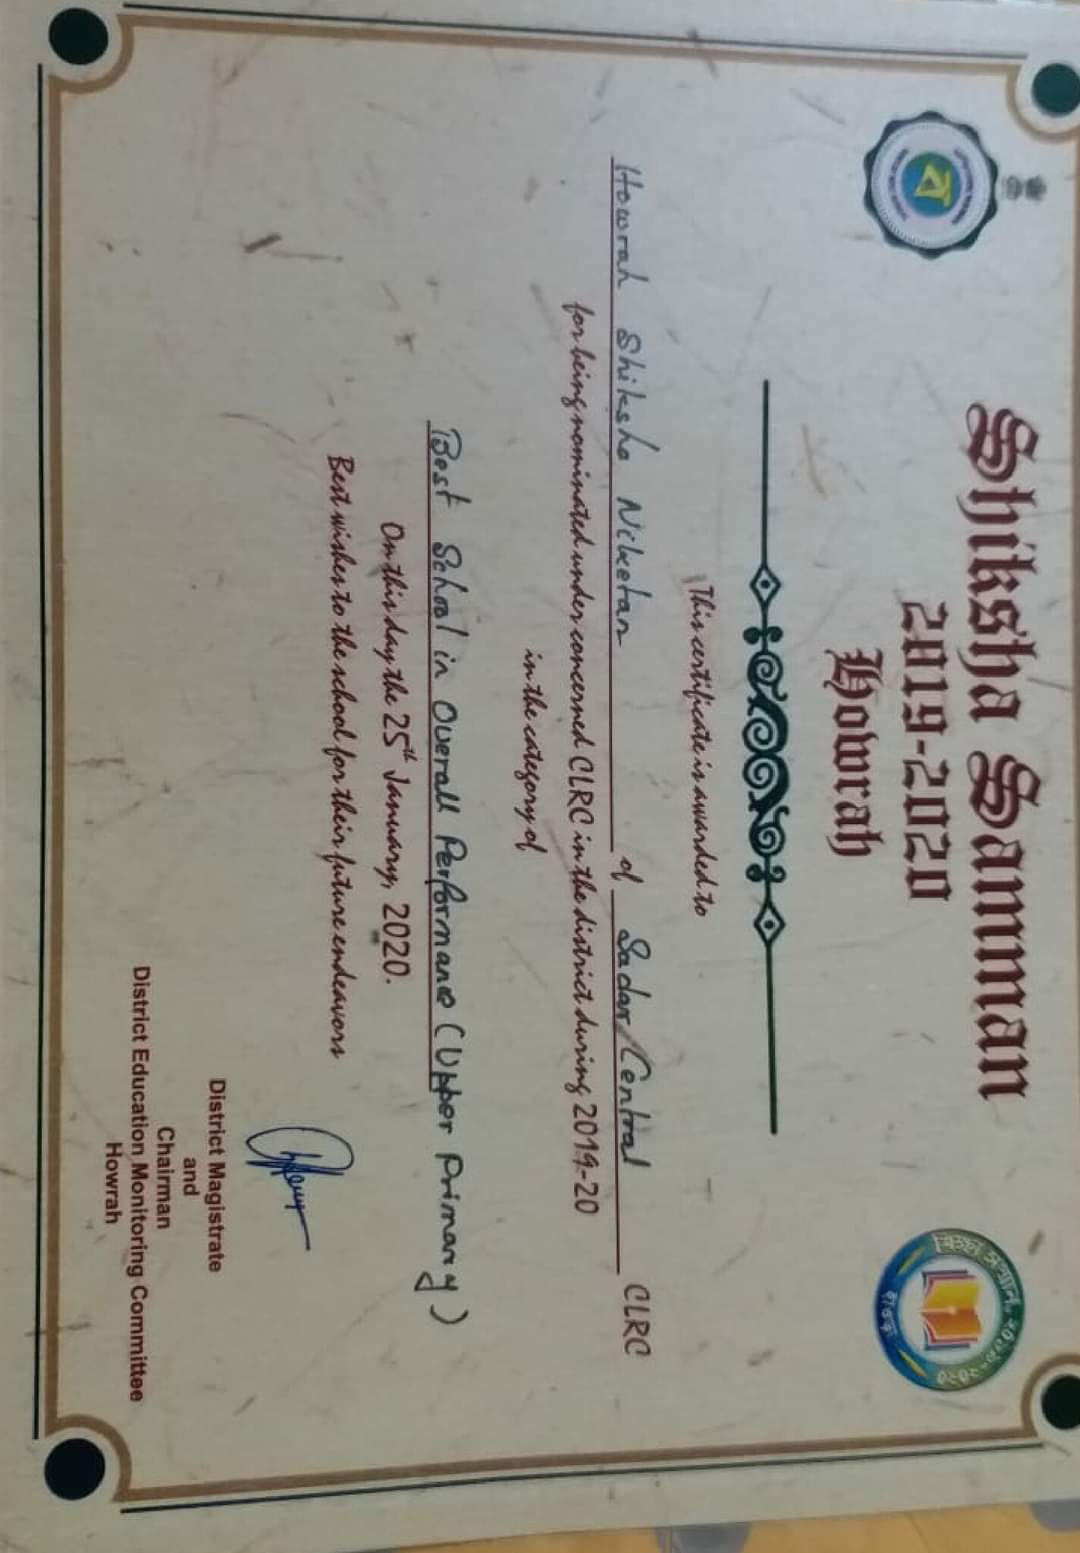 Shiksha Samman
2019-2020
Howrah
This certificate is awarded to
Howrah Shiksha Niketan of Sadar/Central CLRC
for being nominated under concerned CLRC in the district during 2019-20
in the category of
Best School in Overall Performance (Upper Primary)
On this day the 25th January, 2020.
Best wishes to the school for their future endeavors
District Magistrate
and
Chairman
District Education Monitoring Committee
Howrah